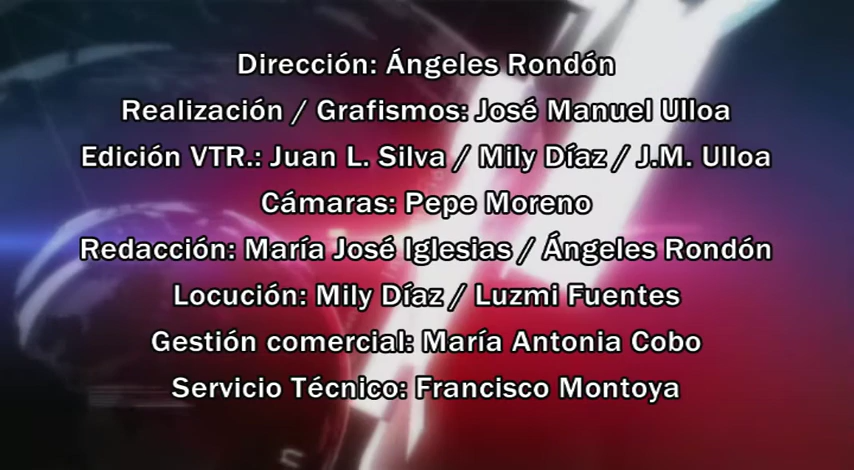 Dirección: Ángeles Rondón
Realización / Grafismos: José Manuel Ulloa
Edición VTR.: Juan L. Silva / Mily Díaz / J.M. Ulloa
Cámaras: Pepe Moreno
Redacción: María José Iglesias / Ángeles Rondón
Locución: Mily Díaz / Luzmi Fuentes
Gestión comercial: María Antonia Cobo
Servicio Técnico: Francisco Montoya